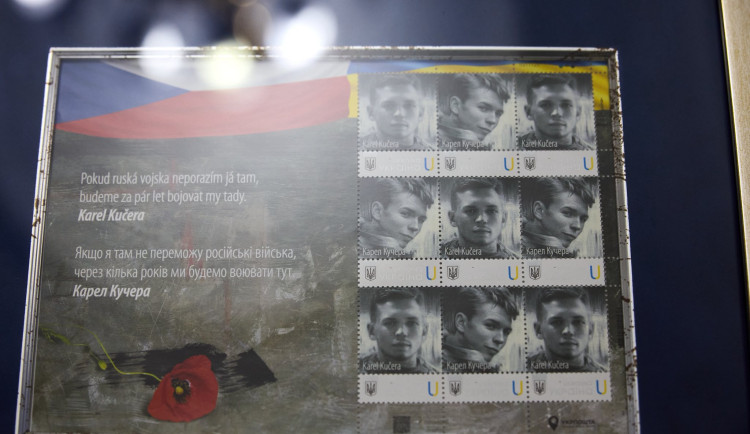 Pokud ruská vojska neporazím já tam,
budeme za pár let bojovat my tady.
Karel Kučera
Якщо я там не переможу російські війська,
через кілька років ми будемо воювати тут.
Карел Кучера
Karel Kučera
Карел Кучера
Karel Kučera
U
U
U
Карел Кучера
Karel Kučera
Карел Кучера
U
U
U
Karel Kučera
Карел Кучера
Karel Kučera
U
U
U